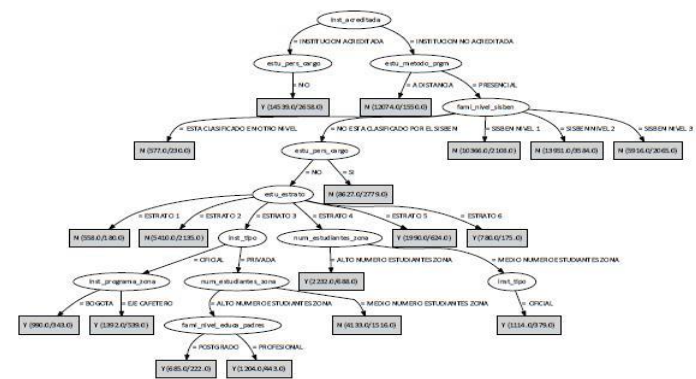 inst_acreditada
= INSTITUCION ACREDITADA
= INSTITUCION NO ACREDITADA
estu_pers_cargo
estu_metodo_prgm
= NO
= A DISTANCIA
= PRESENCIAL
Y (14539.0/2658.0)
N (12074.0/1550.0)
fami_nivel_sisben
= ESTA CLASIFICADO EN OTRO NIVEL
= NO ESTA CLASIFICADO POR EL SISBEN
= SISBEN NIVEL 1
= SISBEN NIVEL 2
= SISBEN NIVEL 3
N (577.0/230.0)
estu_pers_cargo
N (10366.0/2108.0)
N (13951.0/3584.0)
N (5916.0/2065.0)
= NO
= SI
estu_estrato
N (8627.0/2779.0)
= ESTRATO 1
= ESTRATO 2
= ESTRATO 3
= ESTRATO 4
= ESTRATO 5
= ESTRATO 6
N (558.0/180.0)
N (5410.0/2135.0)
inst_tipo
num_estudiantes_zona
Y (1990.0/624.0)
Y (780.0/175.0)
= OFICIAL
= PRIVADA
= ALTO NUMERO ESTUDIANTES ZONA
= MEDIO NUMERO ESTUDIANTES ZONA
inst_programa_zona
num_estudiantes_zona
Y (2232.0/688.0)
inst_tipo
= BOGOTA
= EJE CAFETERO
= ALTO NUMERO ESTUDIANTES ZONA
= MEDIO NUMERO ESTUDIANTES ZONA
= OFICIAL
Y (990.0/343.0)
Y (1392.0/539.0)
fami_nivel_educa_padres
N (4133.0/1516.0)
Y (1114.0/379.0)
= POSTGRADO
= PROFESIONAL
Y (685.0/222.0)
Y (1204.0/443.0)